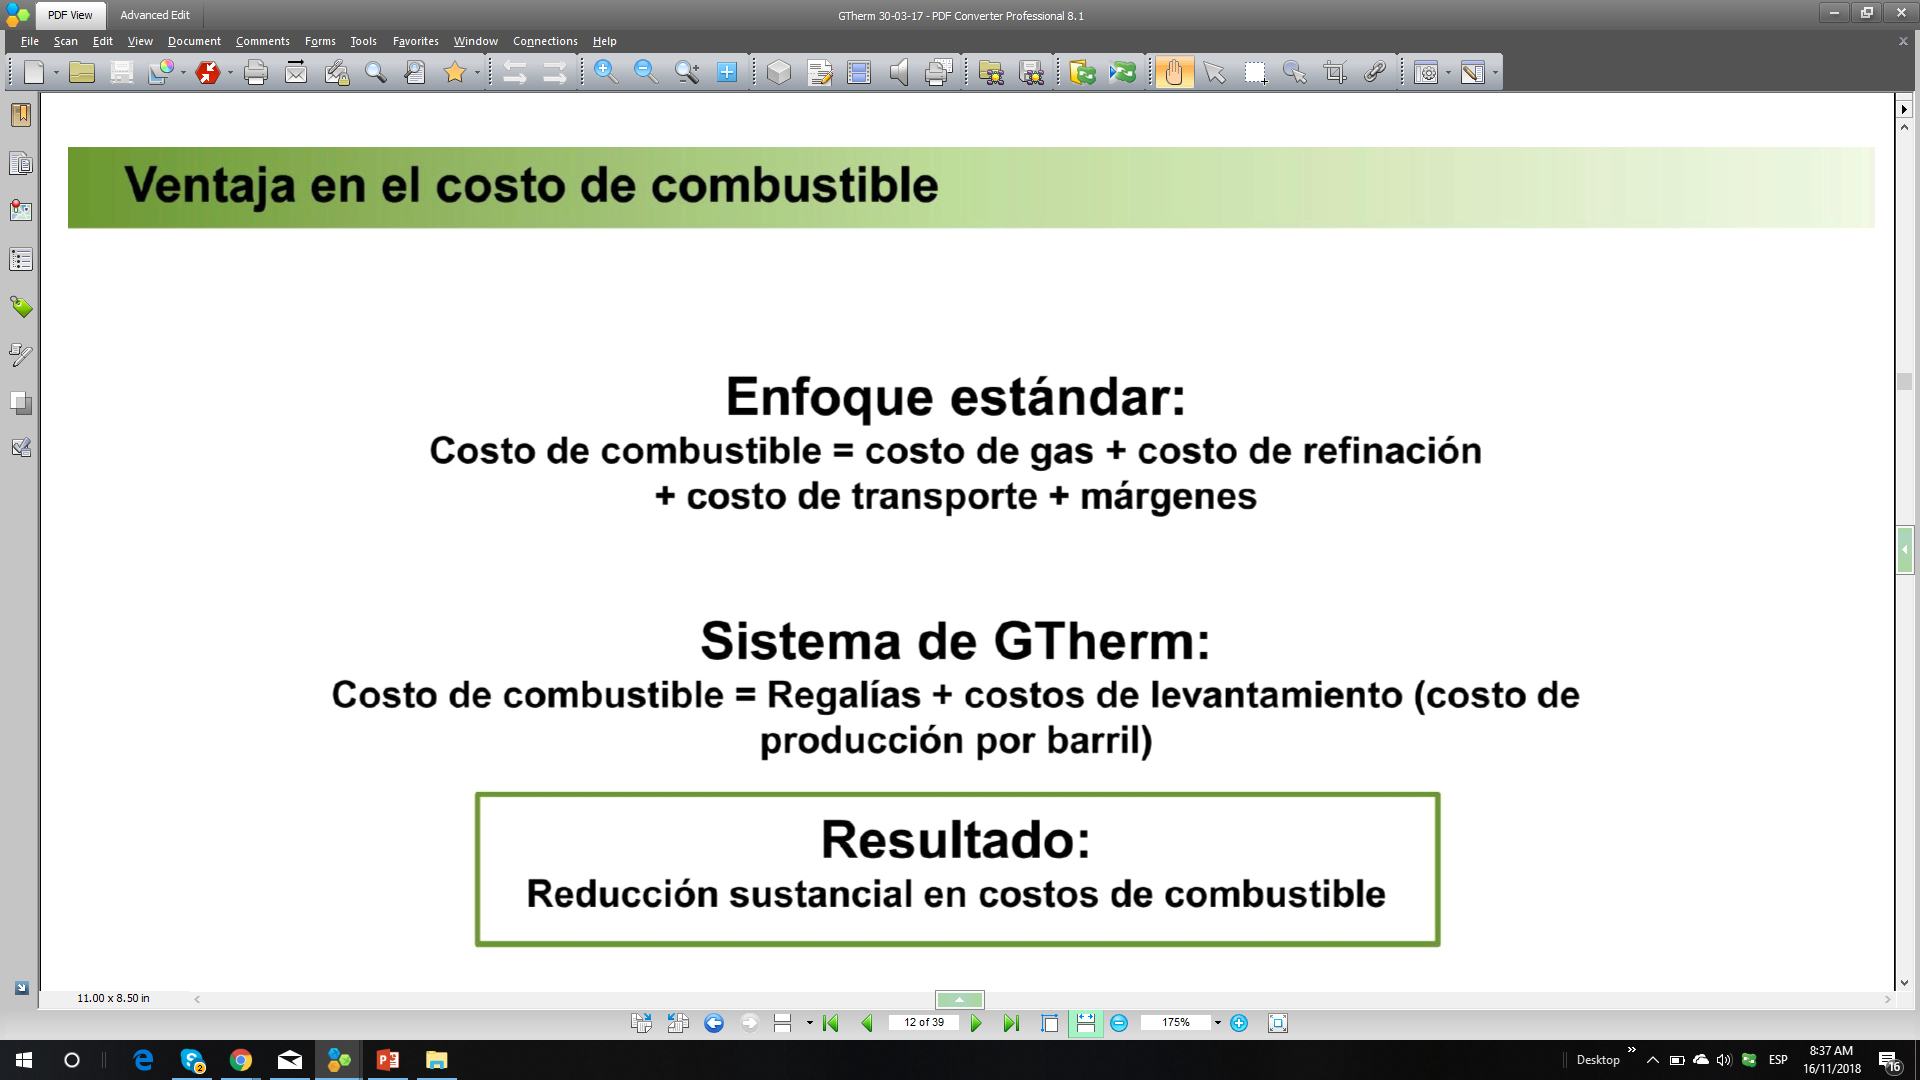 PDF View
Advanced Edit
GTherm 30-03-17 - PDF Converter Professional 8.1
File Scan Edit View Document Comments Forms Tools Favorites Window Connections Help
Ventaja en el costo de combustible
Enfoque estándar:
Costo de combustible = costo de gas + costo de refinación
+ costo de transporte + márgenes
Sistema de GTherm:
Costo de combustible = Regalías + costos de levantamiento (costo de
producción por barril)
Resultado:
Reducción sustancial en costos de combustible
11.00 x 8.50 in
12 of 39
175%
2
Desktop
ESP
8:37 AM
16/11/2018
16